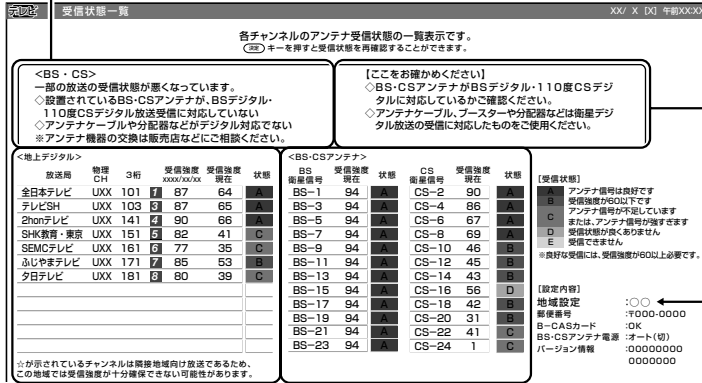 テレビ 受信状態一覧 XX/ X [X] 午前XX:XX
各チャンネルのアンテナ受信状態の一覧表示です。
決定 キーを押すと受信状態を再確認することができます。
<BS・CS>
一部の放送の受信状態が悪くなっています。
◇設置されているBS・CSアンテナが、BSデジタル・
110度CSデジタル放送受信に対応していない
◇アンテナケーブルや分配器などがデジタル対応でない
※アンテナ機器の交換は販売店などにご相談ください。
【ここをお確かめください】
◇BS・CSアンテナがBSデジタル・110度CSデジ
タルに対応しているかご確認ください。
◇アンテナケーブル、ブースターや分配器などは衛星デジ
タル放送の受信に対応したものをご使用ください。
<地上デジタル>
放送局 物理CH 3桁 受信強度xxxx/xx/xx 受信強度現在 状態
全日本テレビ UXX 101 1 87 64 A
テレビSH UXX 103 3 87 65 A
2honテレビ UXX 141 4 90 66 A
SHK教育・東京 UXX 151 5 82 41 C
SEMCテレビ UXX 161 6 77 35 C
ふじやまテレビ UXX 171 7 85 53 B
夕日テレビ UXX 181 8 80 39 C
☆が示されているチャンネルは隣接地域向け放送であるため、
この地域では受信強度が十分確保できない可能性があります。
<BS・CSアンテナ>
BS衛星信号 受信強度現在 状態 CS衛星信号 受信強度現在 状態
BS-1 94 A CS-2 90 A
BS-3 94 A CS-4 86 A
BS-5 94 A CS-6 67 A
BS-7 94 A CS-8 69 A
BS-9 94 A CS-10 46 B
BS-11 94 A CS-12 45 B
BS-13 94 A CS-14 43 B
BS-15 94 A CS-16 56 D
BS-17 94 A CS-18 42 B
BS-19 94 A CS-20 31 B
BS-21 94 A CS-22 41 C
BS-23 94 A CS-24 1 C
[受信状態]
A アンテナ信号は良好です
B 受信強度が60以下です
C アンテナ信号が不足しています
または、アンテナ信号が強すぎます
D 受信状態が良くありません
E 受信できません
※良好な受信には、受信強度が60以上必要です。
[設定内容]
地域設定 :○○
郵便番号 :〒000-0000
B-CASカード :OK
BS・CSアンテナ電源 :オート(切)
バージョン情報 :00000000
0000000